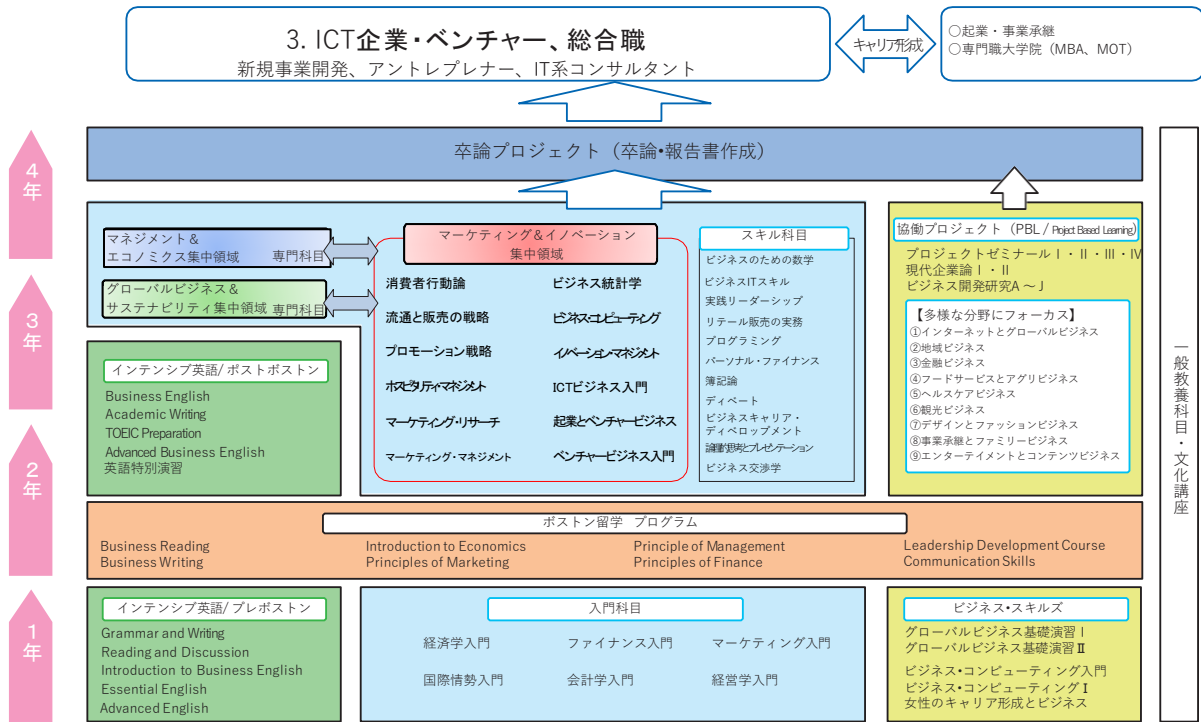 3. ICT企業・ベンチャー、総合職
新規事業開発、アントレプレナー、IT系コンサルタント
キャリア形成
○起業・事業承継
○専門職大学院（MBA、MOT）
4年
卒論プロジェクト（卒論・報告書作成）
3年
マネジメント＆
エコノミクス集中領域 専門科目
グローバルビジネス＆
サステナビリティ集中領域 専門科目
マーケティング＆イノベーション
集中領域
消費者行動論
流通と販売の戦略
プロモーション戦略
ホスピタリティマネジメント
マーケティング・リサーチ
マーケティング・マネジメント
ビジネス統計学
ビジネス・コンピューティング
イノベーション・マネジメント
ICTビジネス入門
起業とベンチャービジネス
ベンチャービジネス入門
スキル科目
ビジネスのための数学
ビジネスITスキル
実践リーダーシップ
リテール販売の実務
プログラミング
パーソナル・ファイナンス
簿記論
ディベート
ビジネスキャリア・
ディベロップメント
論理的思考とプレゼンテーション
ビジネス交渉学
協働プロジェクト（PBL / Project Based Learning）
プロジェクトゼミナールⅠ・Ⅱ・Ⅲ・Ⅳ
現代企業論Ⅰ・Ⅱ
ビジネス開発研究A～J
【多様な分野にフォーカス】
①インターネットとグローバルビジネス
②地域ビジネス
③金融ビジネス
④フードサービスとアグリビジネス
⑤ヘルスケアビジネス
⑥観光ビジネス
⑦デザインとファッションビジネス
⑧事業承継とファミリービジネス
⑨エンターテイメントとコンテンツビジネス
インテンシブ英語/ ポストボストン
Business English
Academic Writing
TOEIC Preparation
Advanced Business English
英語特別演習
2年
ボストン留学 プログラム
Business Reading
Business Writing
Introduction to Economics
Principles of Marketing
Principle of Management
Principles of Finance
Leadership Development Course
Communication Skills
1年
インテンシブ英語/ プレボストン
Grammar and Writing
Reading and Discussion
Introduction to Business English
Essential English
Advanced English
入門科目
経済学入門 ファイナンス入門 マーケティング入門
国際情勢入門 会計学入門 経営学入門
ビジネス・スキルズ
グローバルビジネス基礎演習Ⅰ
グローバルビジネス基礎演習Ⅱ
ビジネス・コンピューティング入門
ビジネス・コンピューティングⅠ
女性のキャリア形成とビジネス
一般教養科目・文化講座